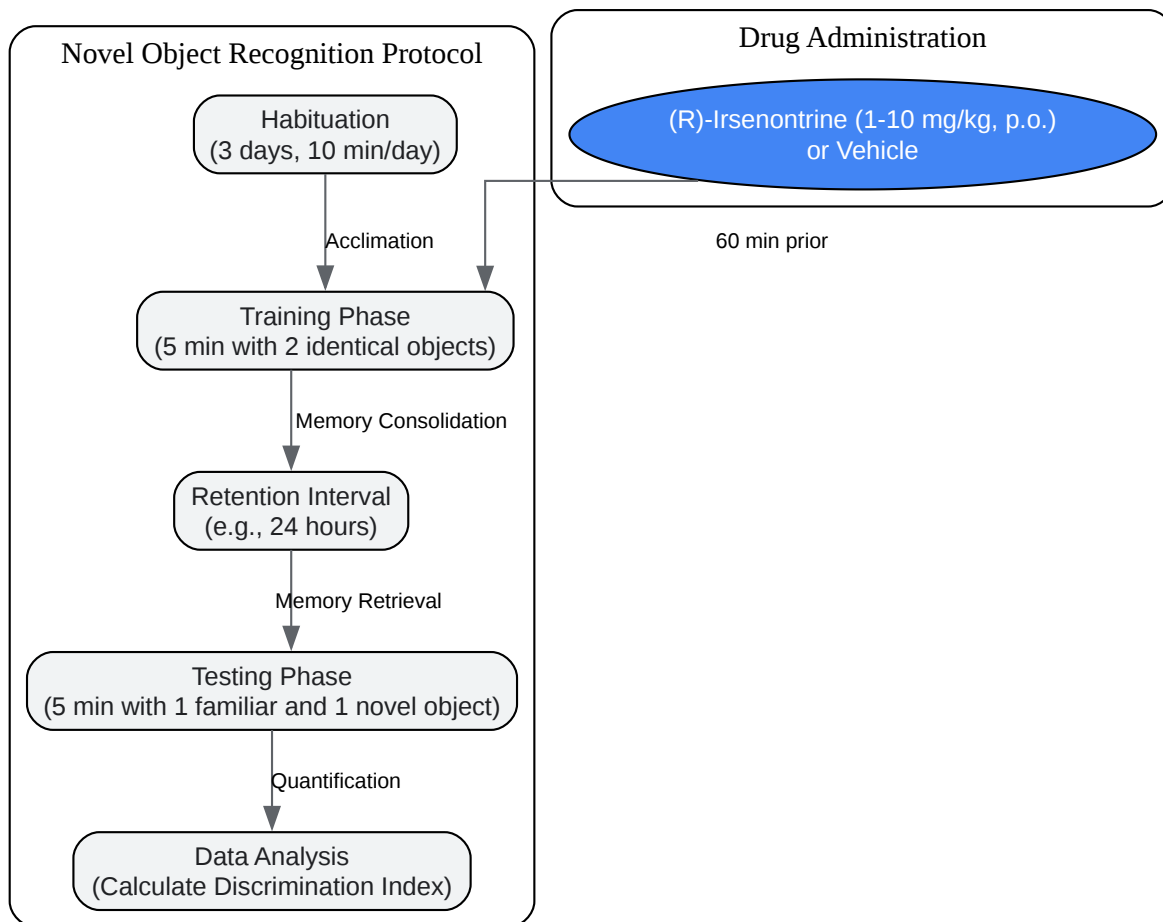 Novel Object Recognition Protocol
Drug Administration
Habituation
(3 days, 10 min/day)
(R)-Irsenontrine (1-10 mg/kg, p.o.)
or Vehicle
Acclimation
60 min prior
Training Phase
(5 min with 2 identical objects)
Memory Consolidation
Retention Interval
(e.g., 24 hours)
Memory Retrieval
Testing Phase
(5 min with 1 familiar and 1 novel object)
Quantification
Data Analysis
(Calculate Discrimination Index)